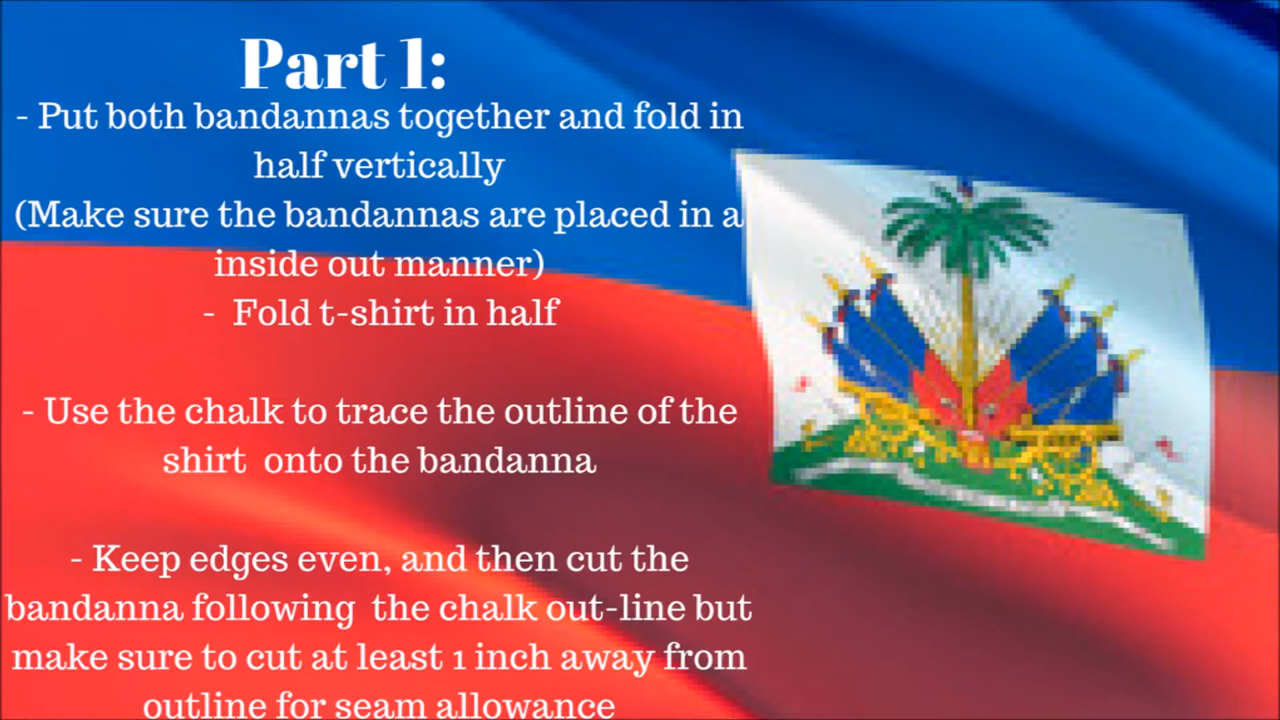 Part 1:
- Put both bandannas together and fold in
half vertically
(Make sure the bandannas are placed in a
inside out manner)
- Fold t-shirt in half
- Use the chalk to trace the outline of the
shirt onto the bandanna
- Keep edges even, and then cut the
bandanna following the chalk out-line but
make sure to cut at least 1 inch away from
outline for seam allowance